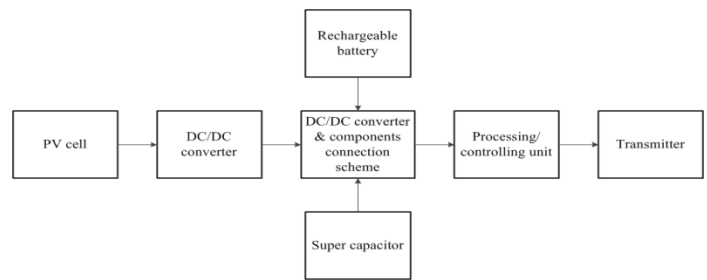 Rechargeable
battery
PV cell
DC/DC
converter
DC/DC converter
& components
connection
scheme
Processing/
controlling unit
Transmitter
Super capacitor